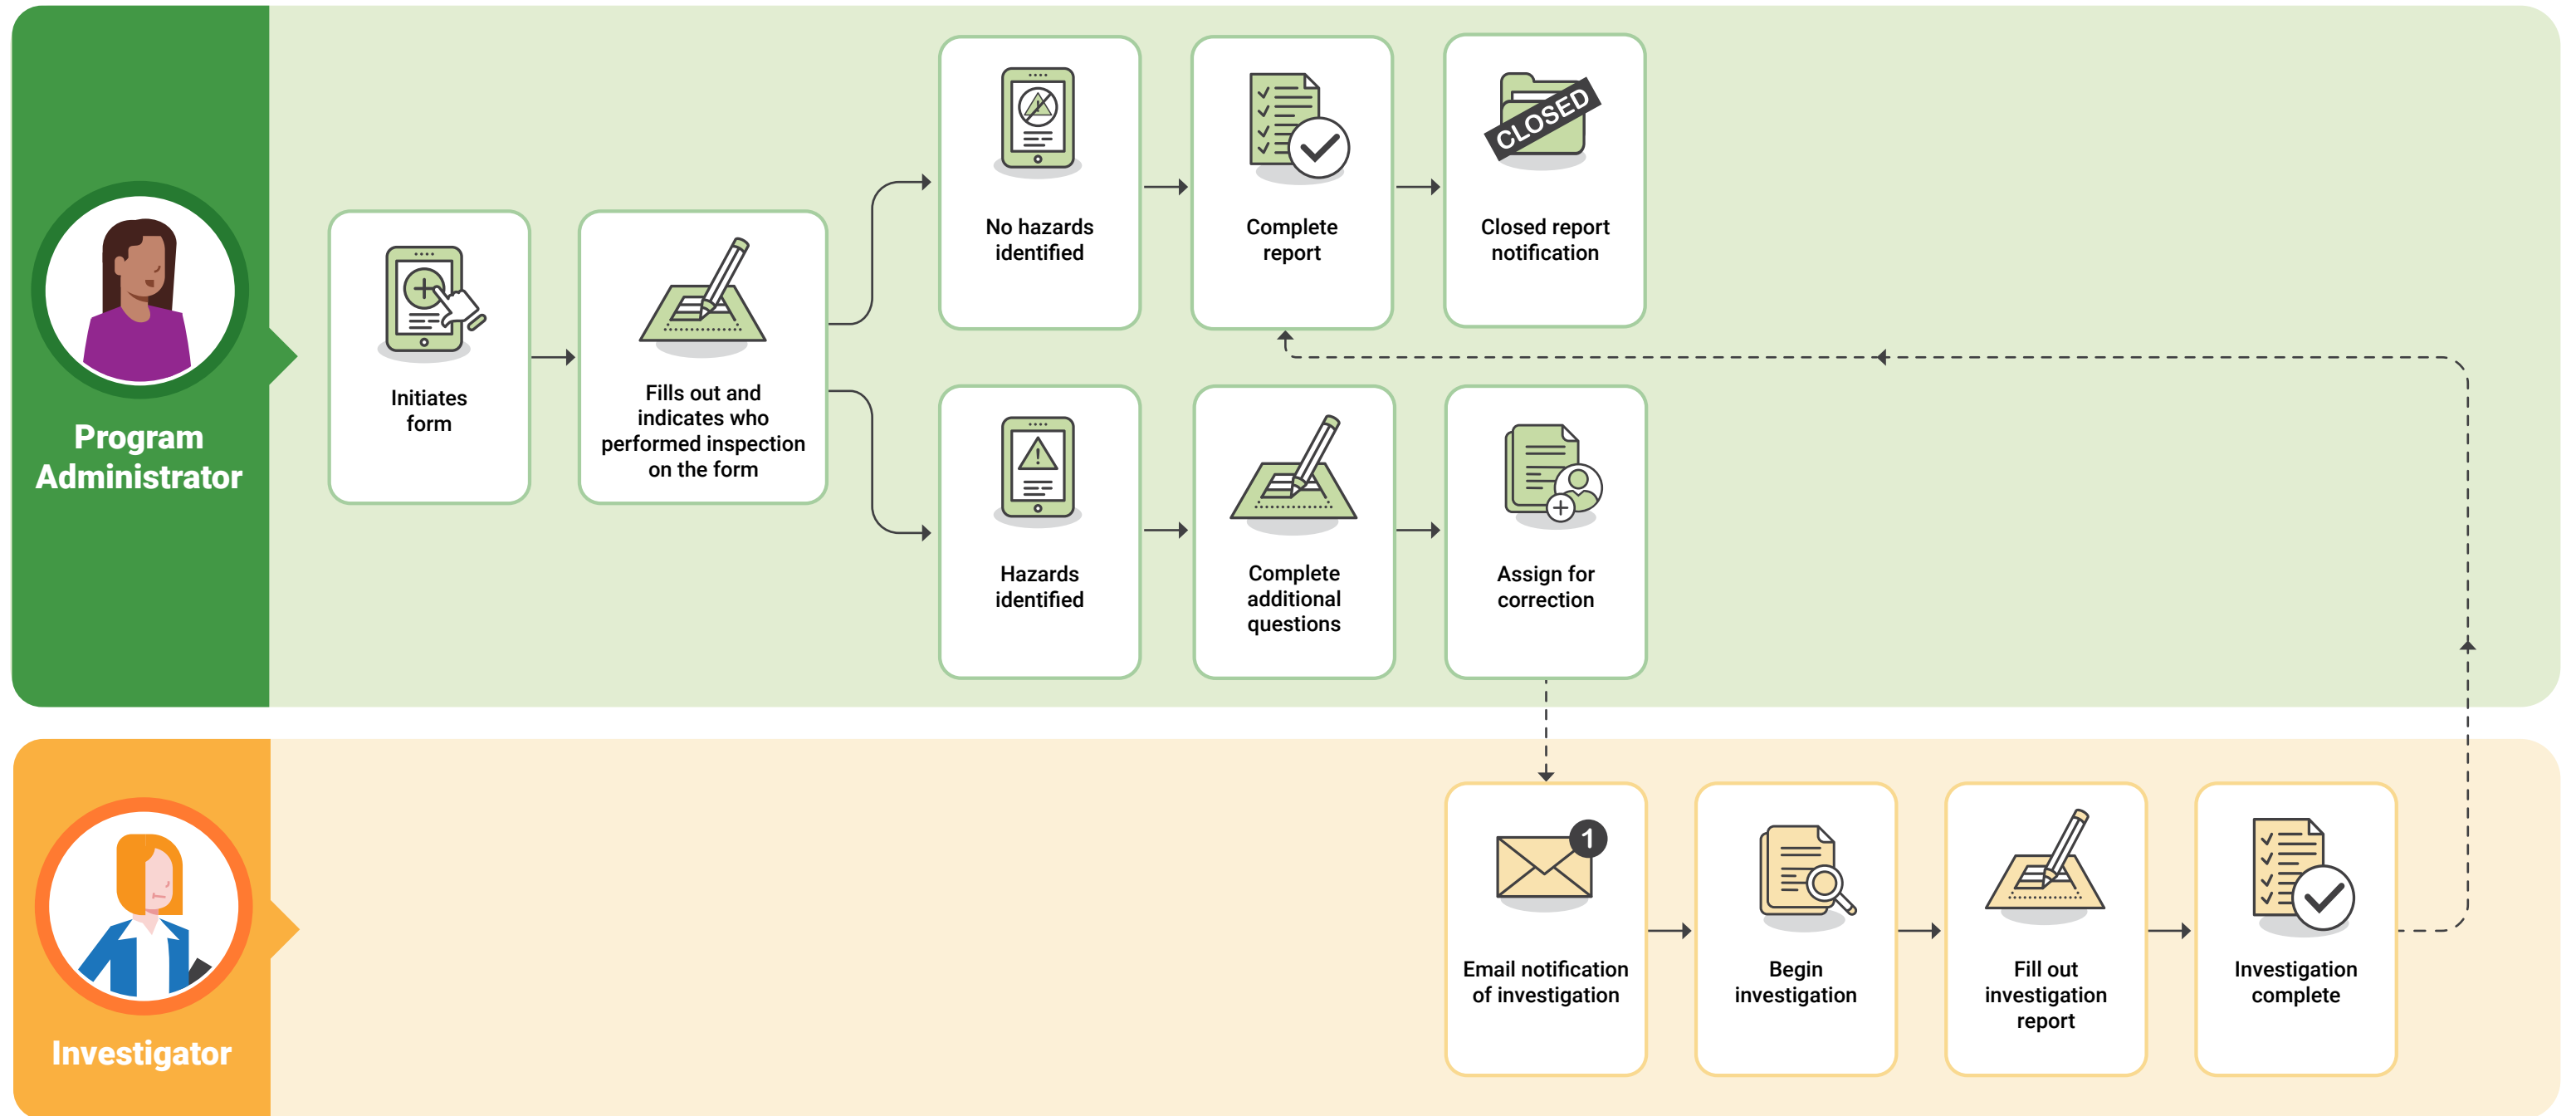 Program
Administrator
Initiates
form
Fills out and
indicates who
performed inspection
on the form
No hazards
identified
Complete
report
CLOSED
Closed report
notification
Hazards
identified
Complete
additional
questions
Assign for
correction
Investigator
1
Email notification
of investigation
Begin
investigation
Fill out
investigation
report
Investigation
complete